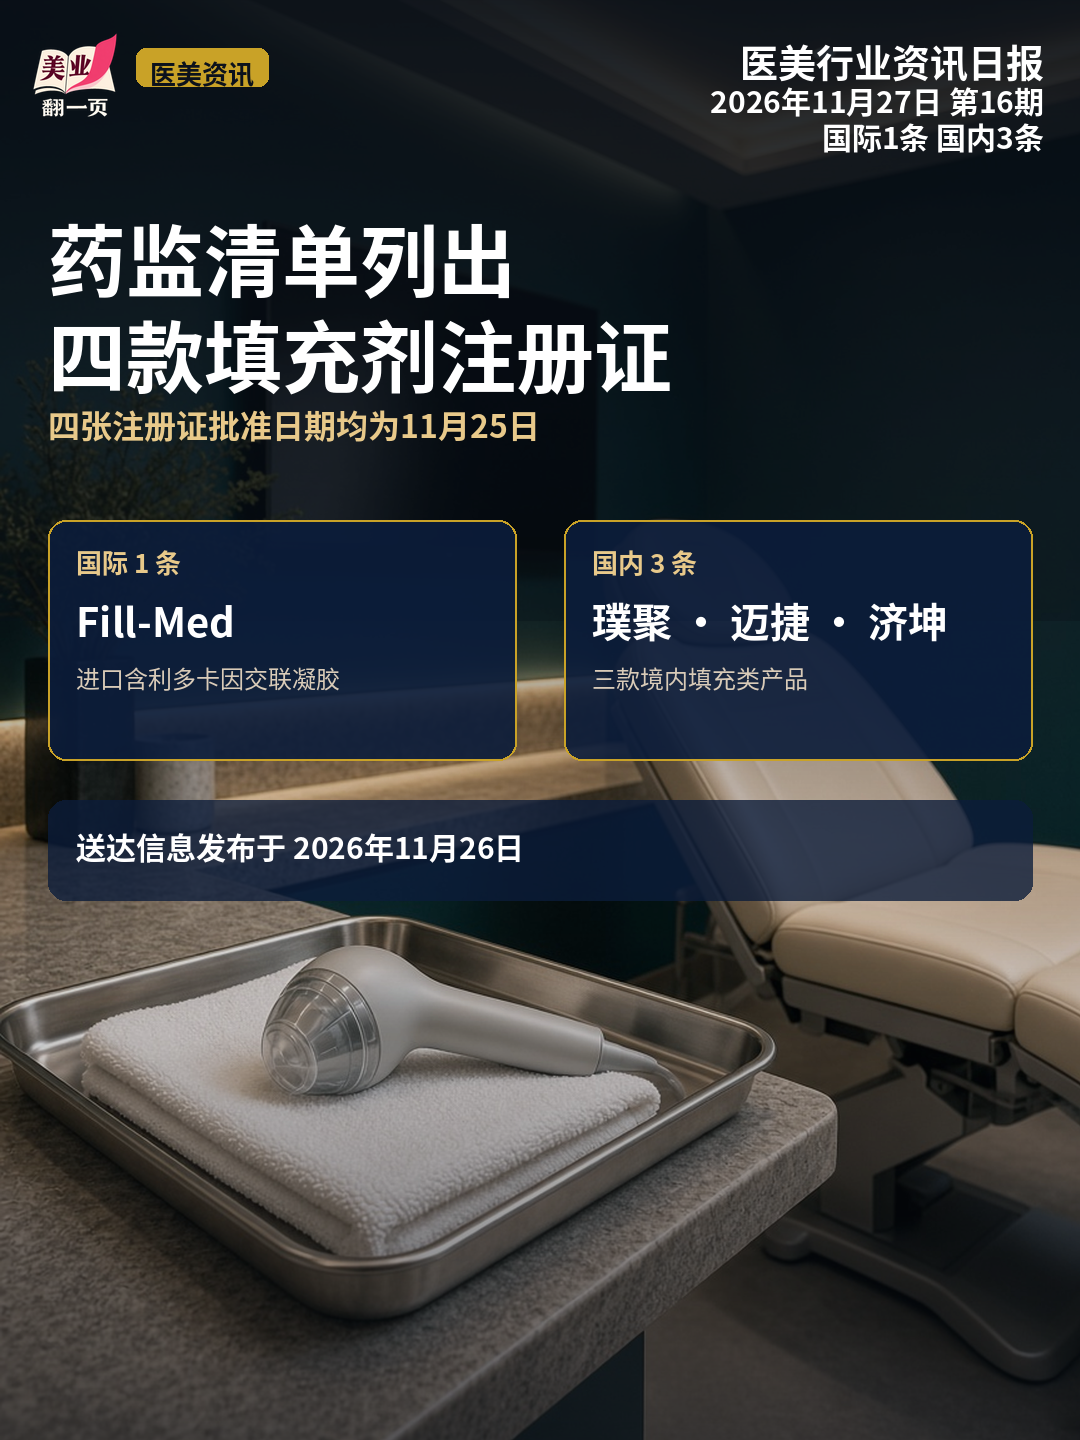 美业
翻一页
医美资讯
医美行业资讯日报
2026年11月27日 第16期
国际1条 国内3条
药监清单列出
四款填充剂注册证
四张注册证批准日期均为11月25日
国际 1 条
Fill-Med
进口含利多卡因交联凝胶
国内 3 条
璞聚 • 迈捷 • 济坤
三款境内填充类产品
送达信息发布于 2026年11月26日